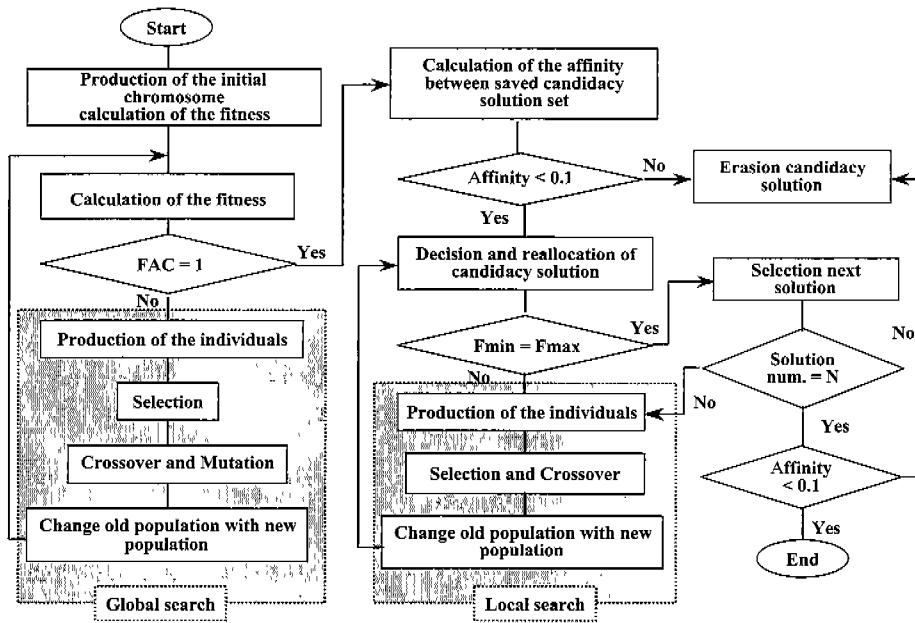 Start
Production of the initial
chromosome
calculation of the fitness
Calculation of the fitness
FAC = 1
Yes
No
Production of the individuals
Selection
Crossover and Mutation
Change old population with new
population
Global search
Calculation of the affinity
between saved candidacy
solution set
Affinity < 0.1
No
Yes
Erasion candidacy
solution
Decision and reallocation of
candidacy solution
Fmin = Fmax
Yes
No
Production of the individuals
Selection and Crossover
Change old population with new
population
Local search
Selection next
solution
Solution
num. = N
No
No
Yes
Affinity
< 0.1
Yes
End